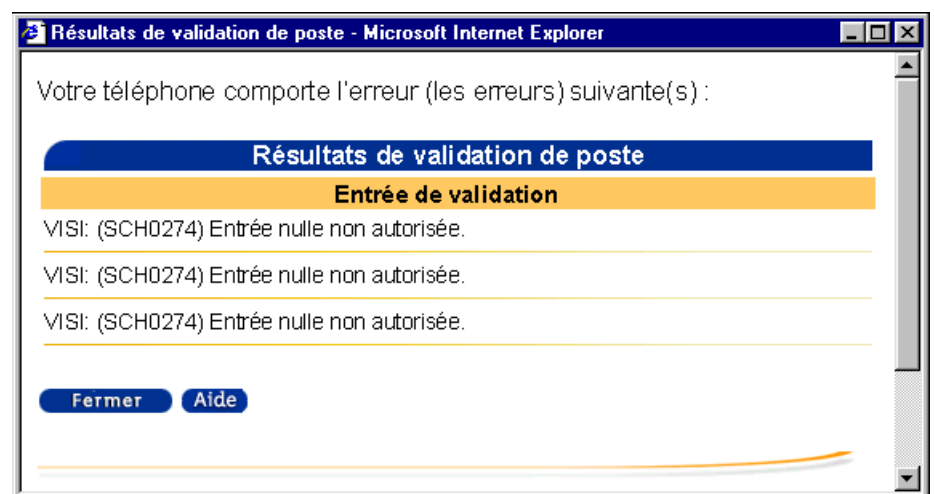 Résultats de validation de poste - Microsoft Internet Explorer
Votre téléphone comporte l'erreur (les erreurs) suivante(s) :
Résultats de validation de poste
Entrée de validation
VISI: (SCH0274) Entrée nulle non autorisée.
VISI: (SCH0274) Entrée nulle non autorisée.
VISI: (SCH0274) Entrée nulle non autorisée.
Fermer Aide